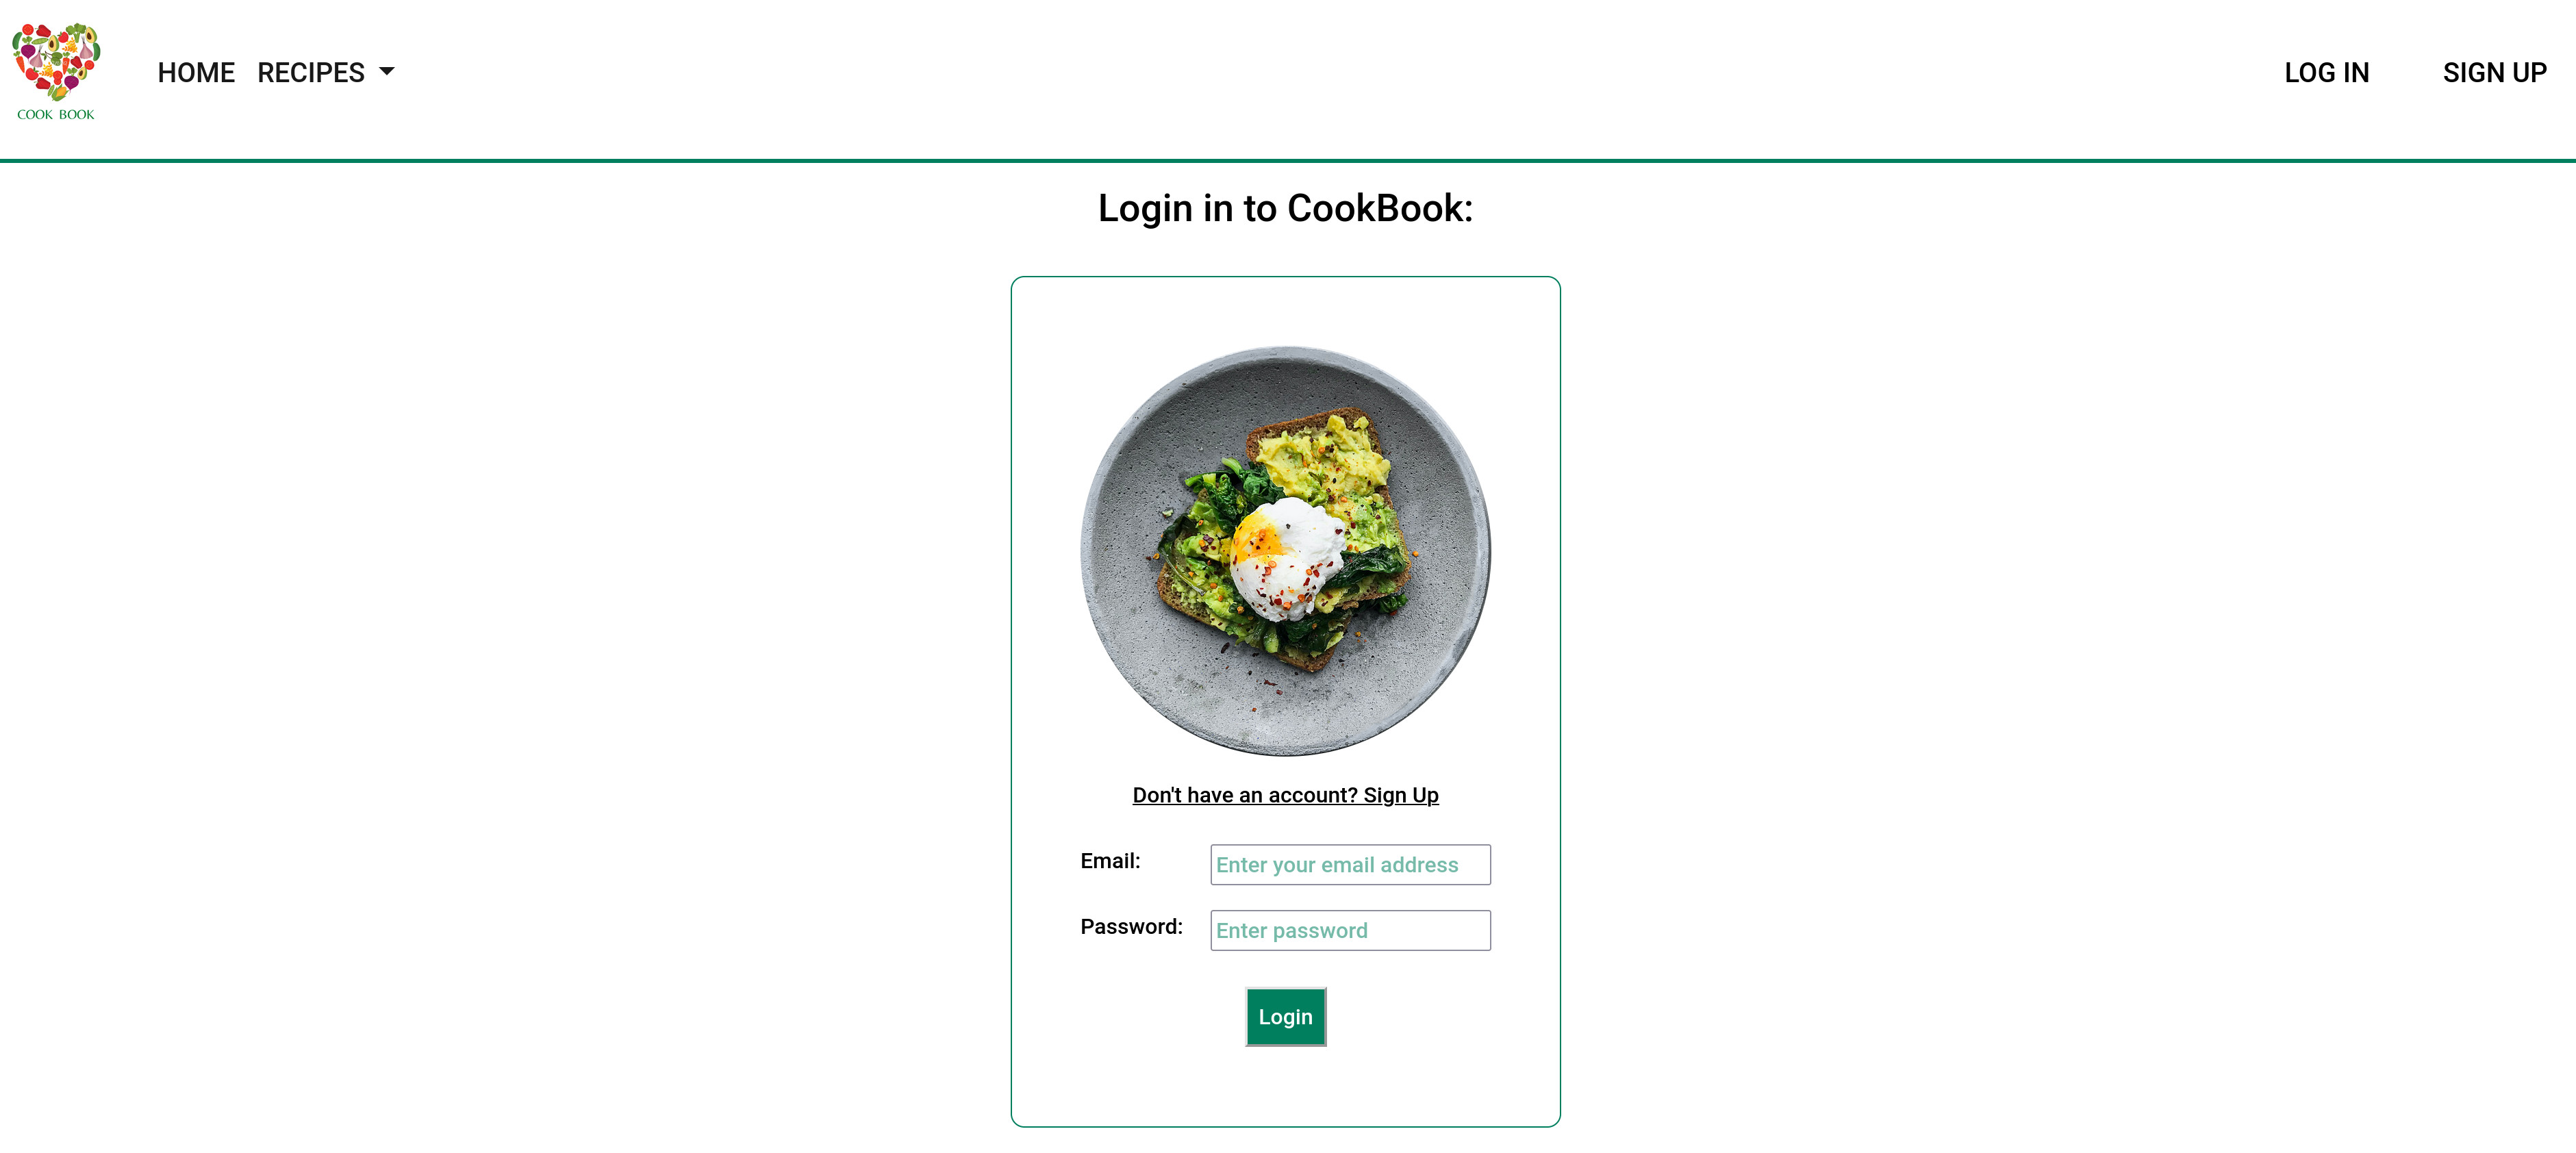 COOK BOOK
HOME RECIPES LOG IN SIGN UP
Login in to CookBook:
Don't have an account? Sign Up
Email: Enter your email address
Password: Enter password
Login